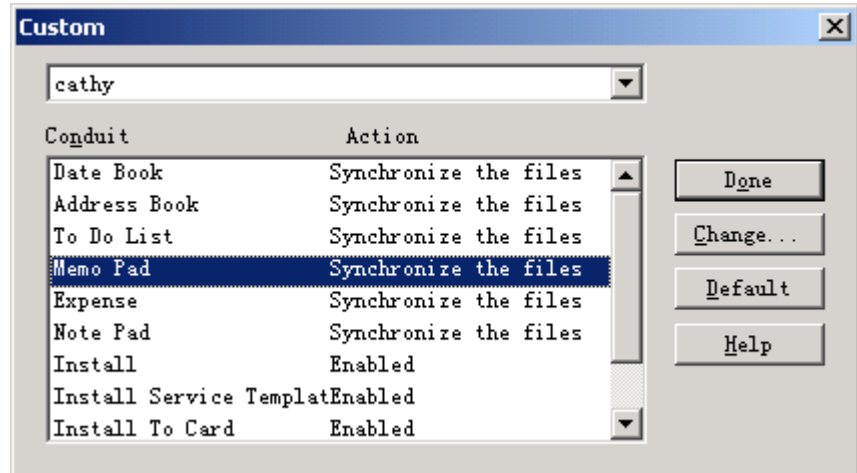 Custom
cathy
Conduit Action
Date Book Synchronize the files
Address Book Synchronize the files
To Do List Synchronize the files
Memo Pad Synchronize the files
Expense Synchronize the files
Note Pad Synchronize the files
Install Enabled
Install Service TemplatEnabled
Install To Card Enabled
Done
Change...
Default
Help